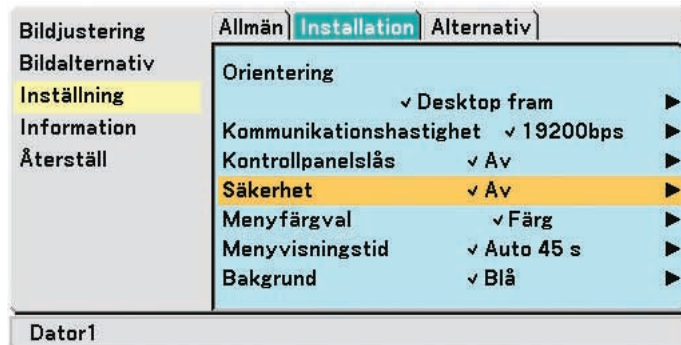 Bildjustering
Bildalternativ
Inställning
Information
Återställ
Allmän Installation Alternativ
Orientering
✓ Desktop fram ▶
Kommunikationshastighet ✓ 19200bps ▶
Kontrollpanelslås ✓ Av ▶
Säkerhet ✓ Av ▶
Menyfärgval ✓ Färg ▶
Menyvisningstid ✓ Auto 45 s ▶
Bakgrund ✓ Blå ▶
Dator1